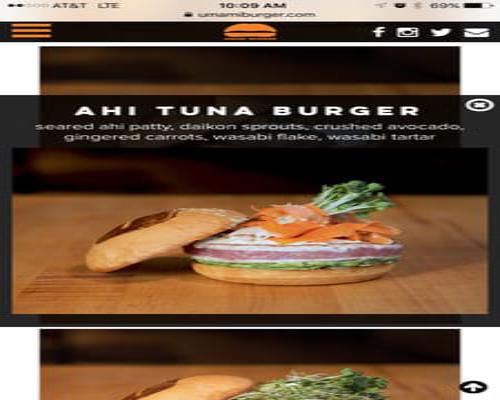 AT&T LTE 10:09 AM 69%
umamiburger.com
AHI TUNA BURGER
seared ahi patty, daikon sprouts, crushed avocado,
gingered carrots, wasabi flake, wasabi tartar